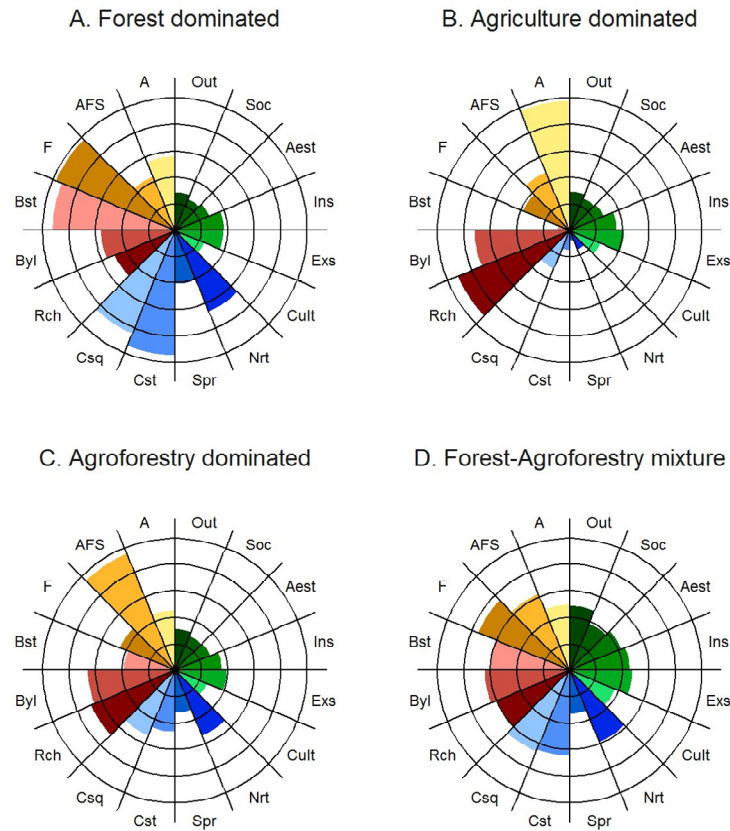 A. Forest dominated
B. Agriculture dominated
A Out
AFS Soc
F Aest
Bst Ins
Byl Exs
Rch Cult
Csq Nrt
Cst Spr
A Out
AFS Soc
F Aest
Bst Ins
Byl Exs
Rch Cult
Csq Nrt
Cst Spr
C. Agroforestry dominated
D. Forest-Agroforestry mixture
A Out
AFS Soc
F Aest
Bst Ins
Byl Exs
Rch Cult
Csq Nrt
Cst Spr
A Out
AFS Soc
F Aest
Bst Ins
Byl Exs
Rch Cult
Csq Nrt
Cst Spr